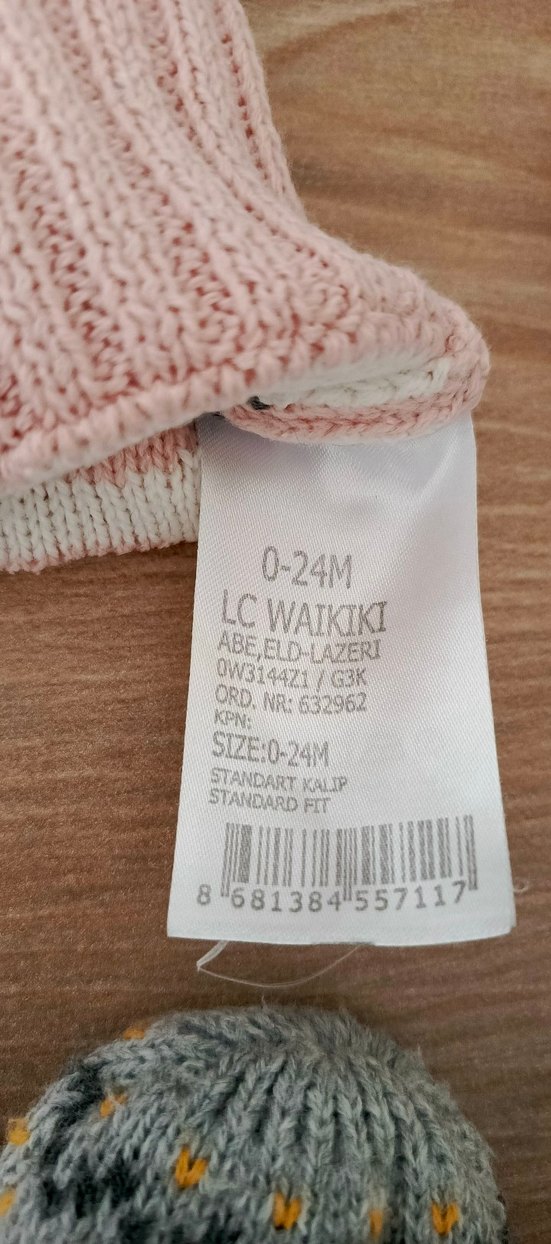 0-24M
LC WAIKIKI
ABE,ELD-LAZERI
0W3144Z1 / G3K
ORD. NR: 632962
KPN:
SIZE:0-24M
STANDART KALIP
STANDARD FIT
8 681384 557117